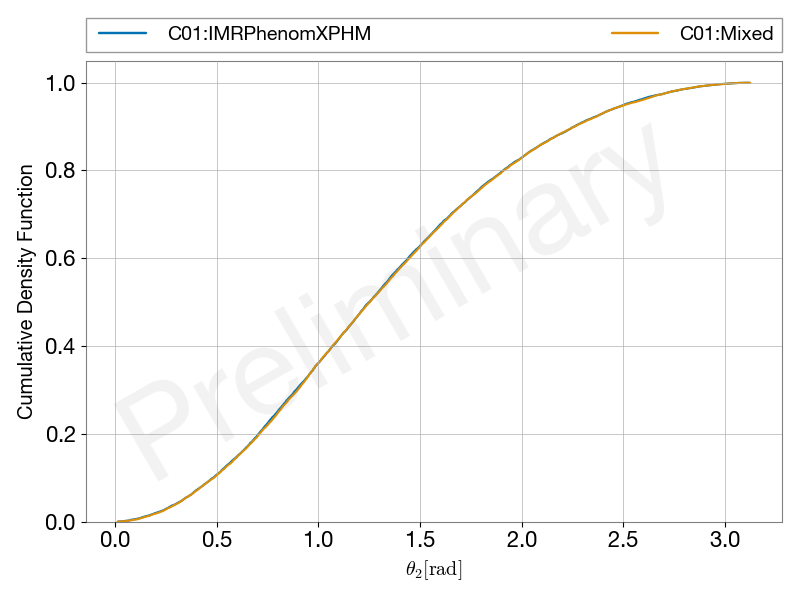 C01:IMRPhenomXPHM C01:Mixed
Cumulative Density Function
1.0
0.8
0.6
0.4
0.2
0.0
Preliminary
0.0 0.5 1.0 1.5 2.0 2.5 3.0
θ₂[rad]